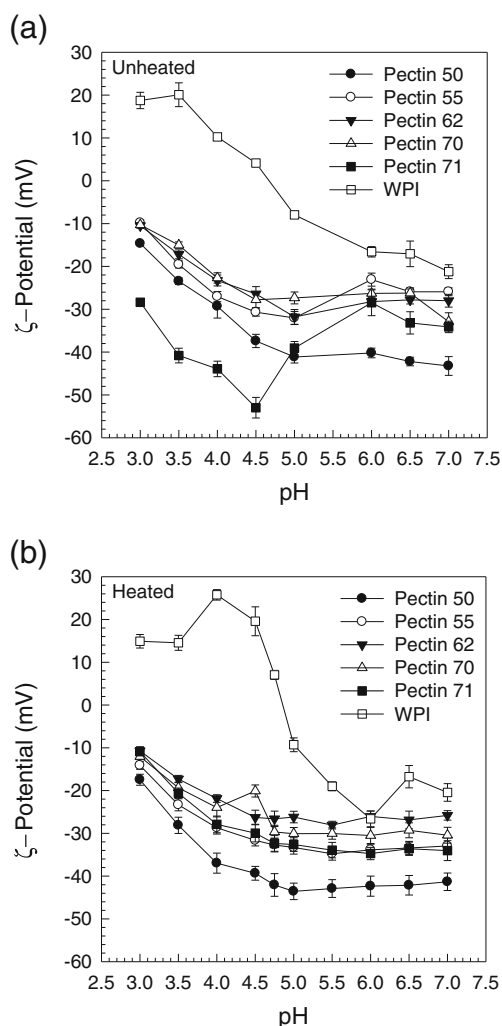 (a)
30
20
10
0
-10
-20
-30
-40
-50
-60
ζ–Potential (mV)
Unheated
Pectin 50
Pectin 55
Pectin 62
Pectin 70
Pectin 71
WPI
2.5 3.0 3.5 4.0 4.5 5.0 5.5 6.0 6.5 7.0 7.5
pH
(b)
30
20
10
0
-10
-20
-30
-40
-50
-60
ζ–Potential (mV)
Heated
Pectin 50
Pectin 55
Pectin 62
Pectin 70
Pectin 71
WPI
2.5 3.0 3.5 4.0 4.5 5.0 5.5 6.0 6.5 7.0 7.5
pH